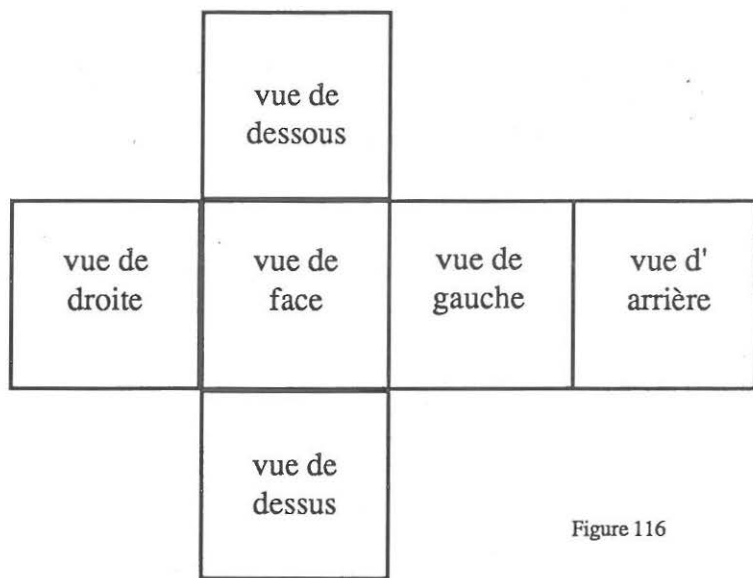 vue de
dessous
vue de
droite
vue de
face
vue de
gauche
vue d'
arrière
vue de
dessus
Figure 116